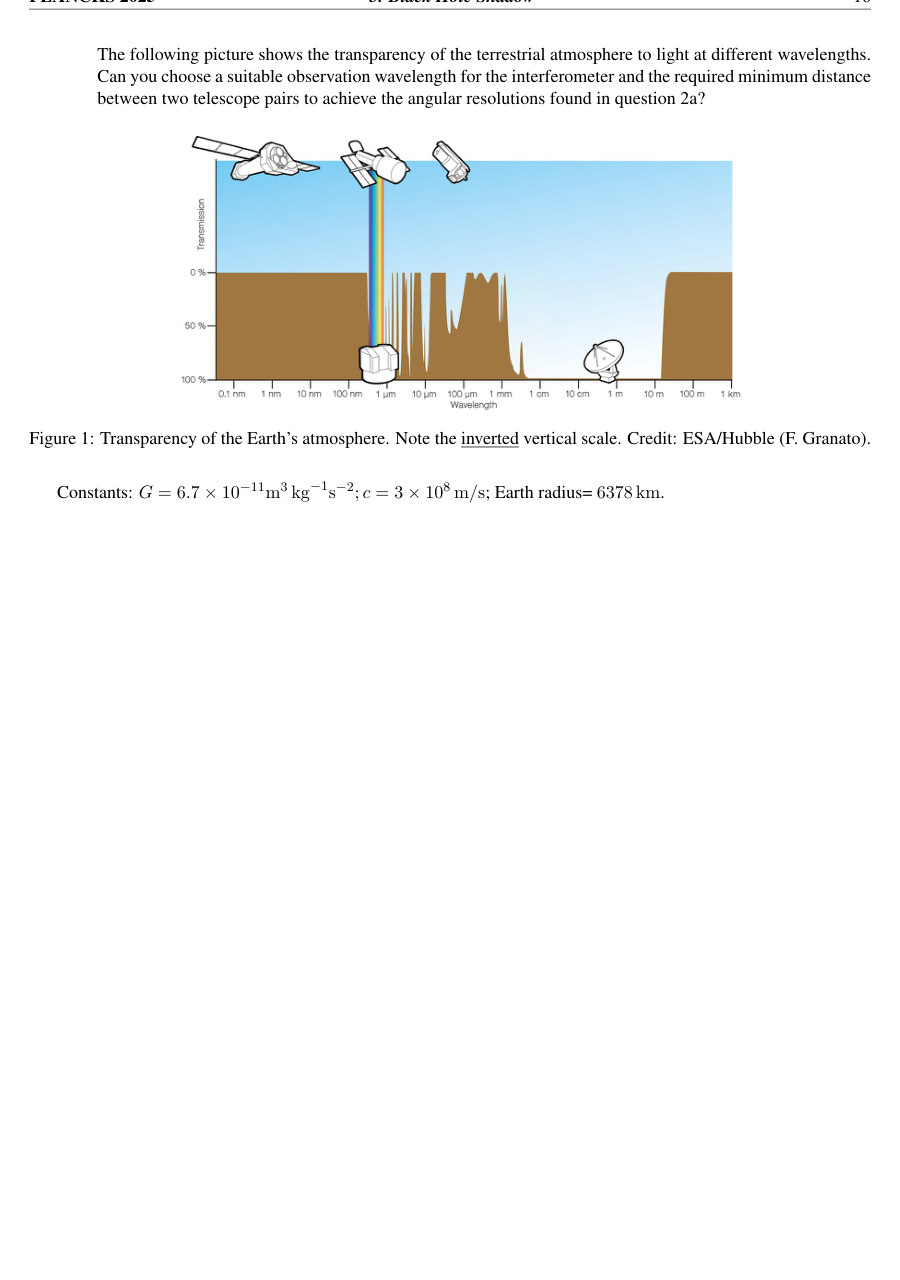 The following picture shows the transparency of the terrestrial atmosphere to light at different wavelengths.
Can you choose a suitable observation wavelength for the interferometer and the required minimum distance
between two telescope pairs to achieve the angular resolutions found in question 2a?
Transmission
0 %
50 %
100 %
0.1 nm 1 nm 10 nm 100 nm 1 µm 10 µm 100 µm 1 mm 1 cm 10 cm 1 m 10 m 100 m 1 km
Wavelength
Figure 1: Transparency of the Earth's atmosphere. Note the inverted vertical scale. Credit: ESA/Hubble (F. Granato).
Constants: G = 6.7 × 10⁻¹¹m³ kg⁻¹s⁻²; c = 3 × 10⁸ m/s; Earth radius= 6378 km.